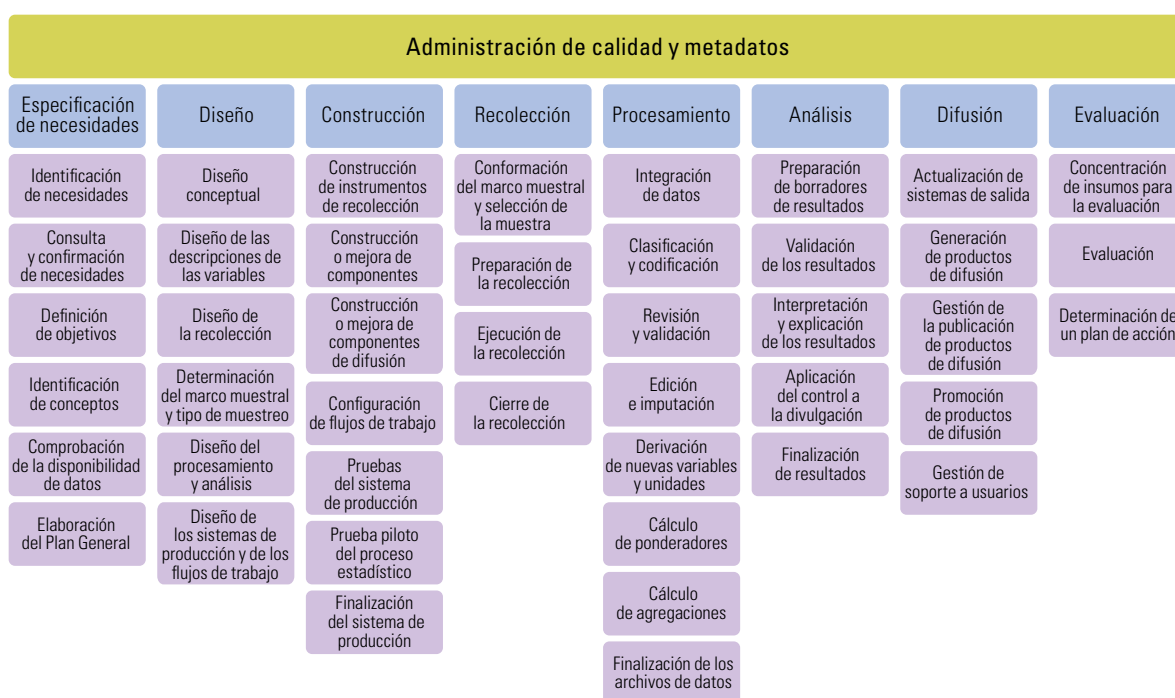 Administración de calidad y metadatos
Especificación
de necesidades
Identificación
de necesidades
Consulta
y confirmación
de necesidades
Definición
de objetivos
Identificación
de conceptos
Comprobación
de la disponibilidad
de datos
Elaboración
del Plan General
Diseño
Diseño
conceptual
Diseño de las
descripciones de
las variables
Diseño de
la recolección
Determinación
del marco muestral
y tipo de muestreo
Diseño del
procesamiento
y análisis
Diseño de
los sistemas de
producción y de los
flujos de trabajo
Construcción
Construcción
de instrumentos
de recolección
Construcción
o mejora de
componentes
Construcción
o mejora de
componentes
de difusión
Configuración
de flujos de trabajo
Pruebas
del sistema
de producción
Prueba piloto
del proceso
estadístico
Finalización
del sistema de
producción
Recolección
Conformación
del marco muestral
y selección de
la muestra
Preparación de
la recolección
Ejecución de
la recolección
Cierre de
la recolección
Procesamiento
Integración
de datos
Clasificación
y codificación
Revisión
y validación
Edición
e imputación
Derivación
de nuevas variables
y unidades
Cálculo
de ponderadores
Cálculo
de agregaciones
Finalización de los
archivos de datos
Análisis
Preparación
de borradores
de resultados
Validación
de los resultados
Interpretación
y explicación
de los resultados
Aplicación
del control a
la divulgación
Finalización
de resultados
Difusión
Actualización de
sistemas de salida
Generación
de productos
de difusión
Gestión de
la publicación
de productos
de difusión
Promoción
de productos
de difusión
Gestión de
soporte a usuarios
Evaluación
Concentración
de insumos para
la evaluación
Evaluación
Determinación de
un plan de acción